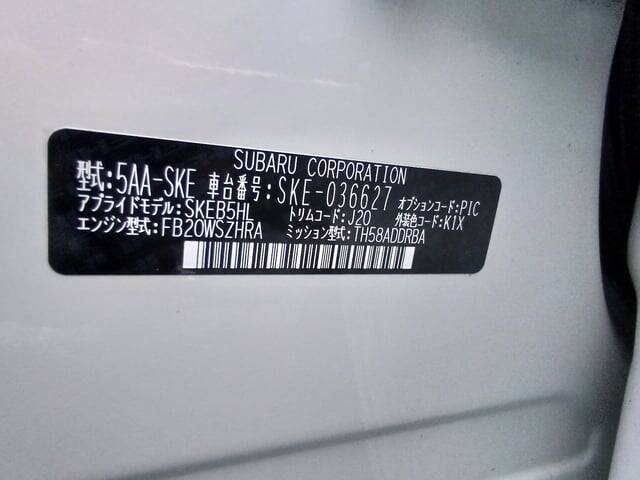 SUBARU CORPORATION
型式:5AA-SKE 車台番号:SKE-036627 オプションコード:PIC
アプライドモデル:SKEB5HL トリムコード:J20 外装色コード:K1X
エンジン型式:FB20WSZHRA ミッション型式:TH58ADDRBA